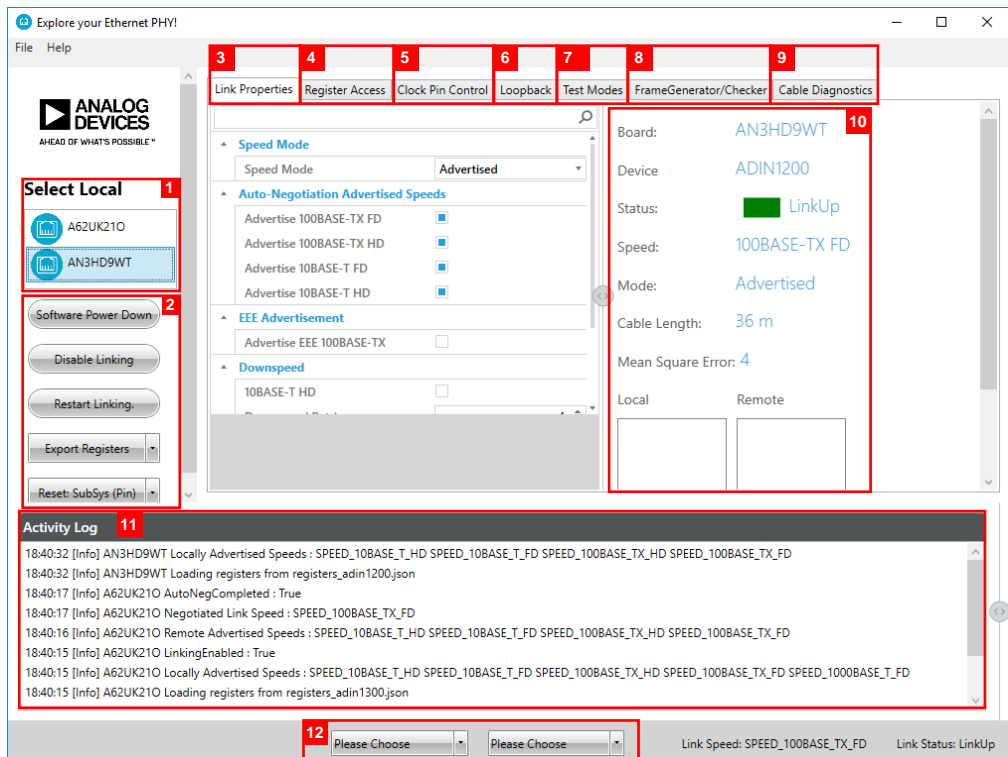 Explore your Ethernet PHY!
File Help
3 4 5 6 7 8 9
Link Properties Register Access Clock Pin Control Loopback Test Modes FrameGenerator/Checker Cable Diagnostics
ANALOG
DEVICES
AHEAD OF WHAT'S POSSIBLE™
Select Local 1
A62UK21O
AN3HD9WT
2
Software Power Down
Disable Linking
Restart Linking.
Export Registers
Reset: SubSys (Pin)
Speed Mode
Speed Mode Advertised
Auto-Negotiation Advertised Speeds
Advertise 100BASE-TX FD
Advertise 100BASE-TX HD
Advertise 10BASE-T FD
Advertise 10BASE-T HD
EEE Advertisement
Advertise EEE 100BASE-TX
Downspeed
10BASE-T HD
10
Board: AN3HD9WT
Device ADIN1200
Status: LinkUp
Speed: 100BASE-TX FD
Mode: Advertised
Cable Length: 36 m
Mean Square Error: 4
Local Remote
Activity Log 11
18:40:32 [Info] AN3HD9WT Locally Advertised Speeds : SPEED_10BASE_T_HD SPEED_10BASE_T_FD SPEED_100BASE_TX_HD SPEED_100BASE_TX_FD
18:40:32 [Info] AN3HD9WT Loading registers from registers_adin1200.json
18:40:17 [Info] A62UK21O AutoNegCompleted : True
18:40:17 [Info] A62UK21O Negotiated Link Speed : SPEED_100BASE_TX_FD
18:40:16 [Info] A62UK21O Remote Advertised Speeds : SPEED_10BASE_T_HD SPEED_10BASE_T_FD SPEED_100BASE_TX_HD SPEED_100BASE_TX_FD
18:40:15 [Info] A62UK21O LinkingEnabled : True
18:40:15 [Info] A62UK21O Locally Advertised Speeds : SPEED_10BASE_T_HD SPEED_10BASE_T_FD SPEED_100BASE_TX_HD SPEED_100BASE_TX_FD SPEED_1000BASE_T_FD
18:40:15 [Info] A62UK21O Loading registers from registers_adin1300.json
12
Please Choose Please Choose Link Speed: SPEED_100BASE_TX_FD Link Status: LinkUp